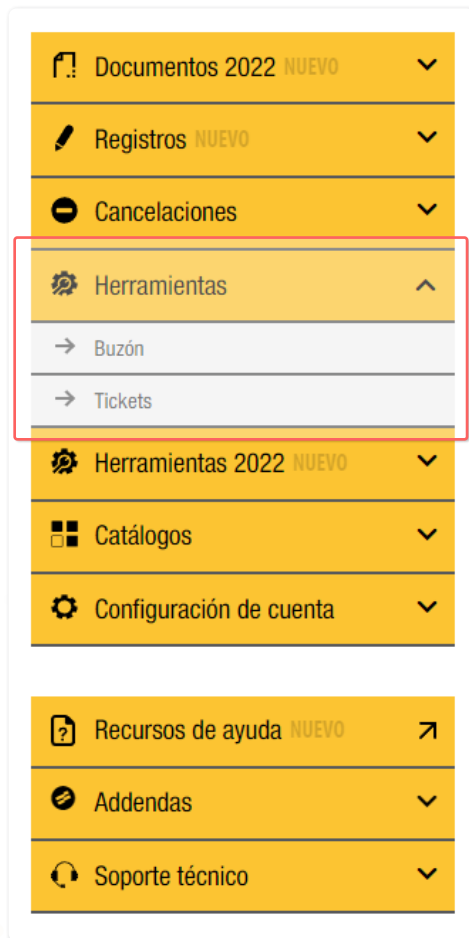 Documentos 2022 NUEVO
Registros NUEVO
Cancelaciones
Herramientas
Buzón
Tickets
Herramientas 2022 NUEVO
Catálogos
Configuración de cuenta
Recursos de ayuda NUEVO
Addendas
Soporte técnico